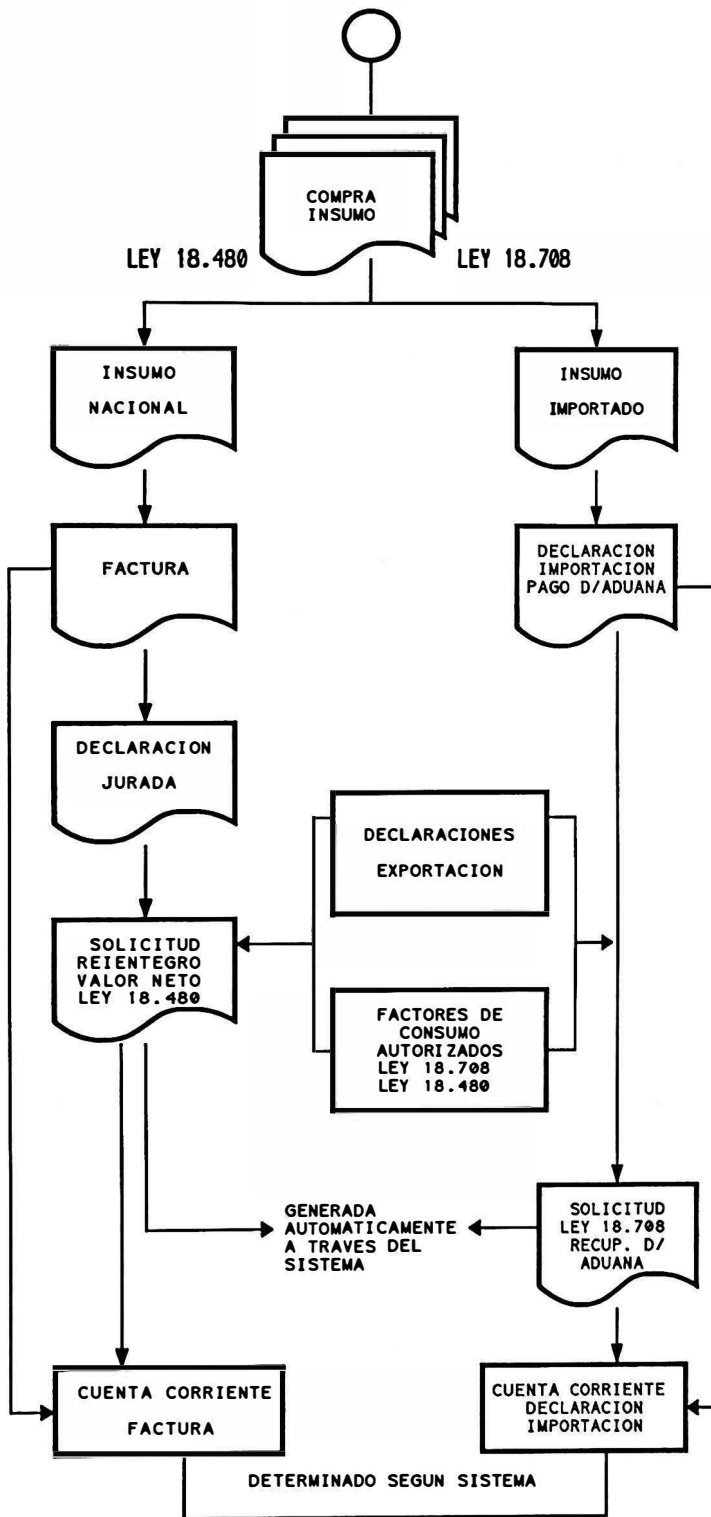 COMPRA
INSUMO
LEY 18.480
LEY 18.708
INSUMO
NACIONAL
INSUMO
IMPORTADO
FACTURA
DECLARACION
IMPORTACION
PAGO D/ADUANA
DECLARACION
JURADA
DECLARACIONES
EXPORTACION
SOLICITUD
REIENTEGRO
VALOR NETO
LEY 18.480
FACTORES DE
CONSUMO
AUTORIZADOS
LEY 18.708
LEY 18.480
GENERADA
AUTOMATICAMENTE
A TRAVES DEL
SISTEMA
SOLICITUD
LEY 18.708
RECUP. D/
ADUANA
CUENTA CORRIENTE
FACTURA
CUENTA CORRIENTE
DECLARACION
IMPORTACION
DETERMINADO SEGUN SISTEMA